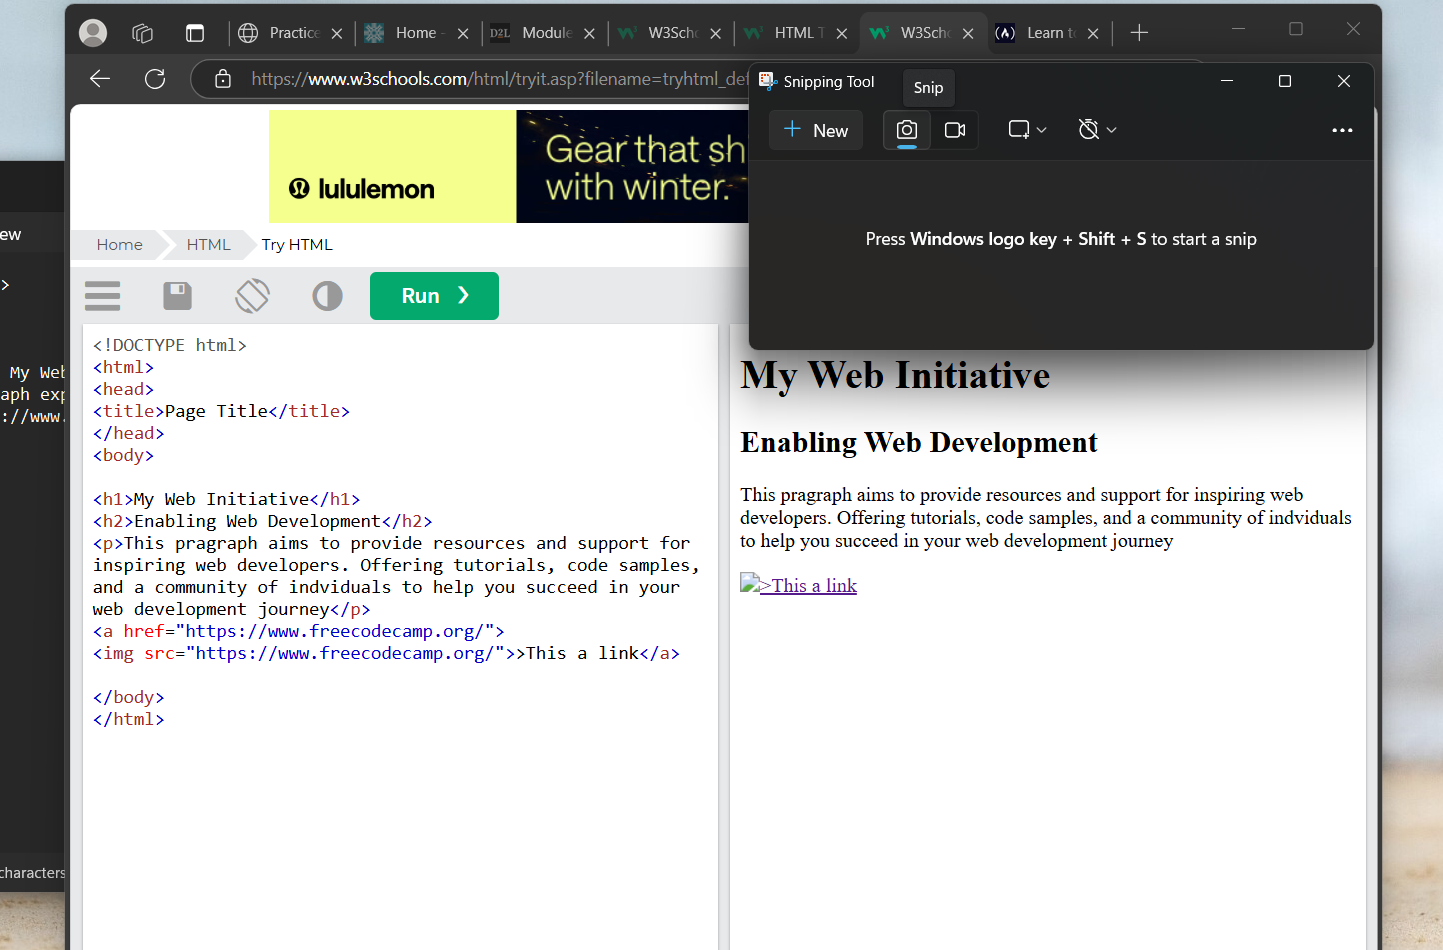 Practice
Home -
D2L
Module
W3Sch
HTML T
W3Sch
Learn t
https://www.w3schools.com/html/tryit.asp?filename=tryhtml_def
Snipping Tool
Snip
New
Press Windows logo key + Shift + S to start a snip
lululemon
Gear that shi
with winter.
Home
HTML
Try HTML
Run ❯
ew
>
My Web
aph exp
://www.
characters
<!DOCTYPE html>
<html>
<head>
<title>Page Title</title>
</head>
<body>
<h1>My Web Initiative</h1>
<h2>Enabling Web Development</h2>
<p>This pragraph aims to provide resources and support for
inspiring web developers. Offering tutorials, code samples,
and a community of indviduals to help you succeed in your
web development journey</p>
<a href="https://www.freecodecamp.org/">
<img src="https://www.freecodecamp.org/">>This a link</a>
</body>
</html>
My Web Initiative
Enabling Web Development
This pragraph aims to provide resources and support for inspiring web
developers. Offering tutorials, code samples, and a community of indviduals
to help you succeed in your web development journey
>This a link